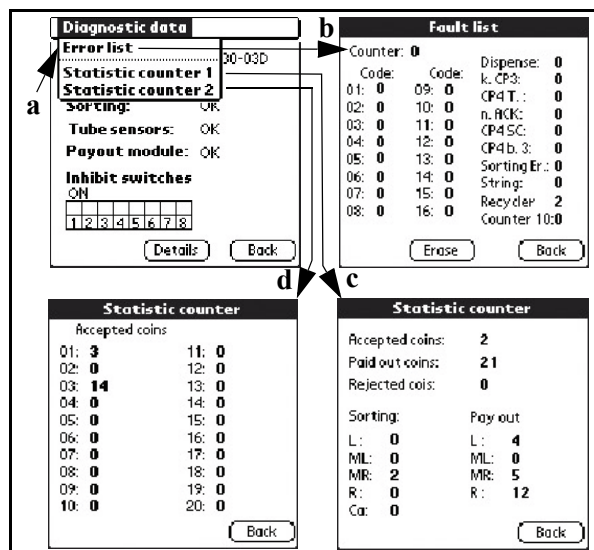 Diagnostic data
Error list
Statistic counter 1
Statistic counter 2
30-03D
Sorting: OK
Tube sensors: OK
Payout module: OK
Inhibit switches
ON
1 2 3 4 5 6 7 8
Details Back
a
b
Fault list
Counter: 0
Code: Code:
01: 0 09: 0
02: 0 10: 0
03: 0 11: 0
04: 0 12: 0
05: 0 13: 0
06: 0 14: 0
07: 0 15: 0
08: 0 16: 0
Dispense: 0
k. CP3: 0
CP4 T. : 0
n. ACK: 0
CP4 SC: 0
CP4 b. 3: 0
Sorting Er.: 0
String: 0
Recycler 2
Counter 10:0
Erase Back
d
c
Statistic counter
Accepted coins
01: 3 11: 0
02: 0 12: 0
03: 14 13: 0
04: 0 14: 0
05: 0 15: 0
06: 0 16: 0
07: 0 17: 0
08: 0 18: 0
09: 0 19: 0
10: 0 20: 0
Back
Statistic counter
Accepted coins: 2
Paid out coins: 21
Rejected cois: 0
Sorting: Pay out
L : 0 L : 4
ML: 0 ML: 0
MR: 2 MR: 5
R : 0 R : 12
Ca: 0
Back